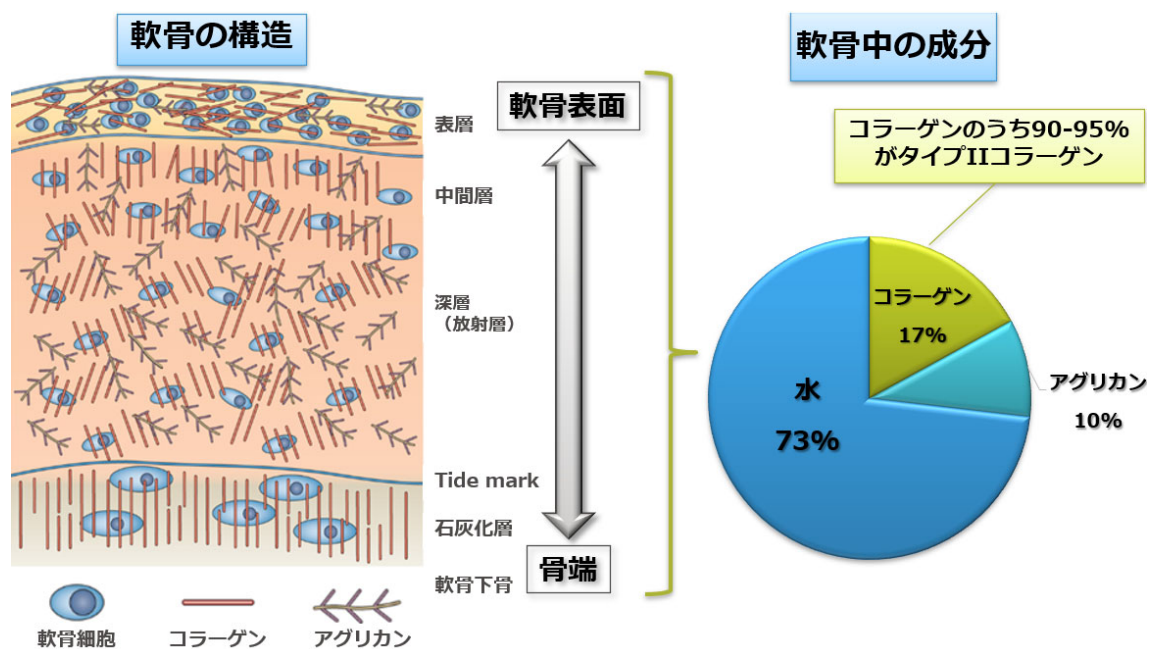 軟骨の構造
表層
中間層
深層
（放射層）
Tide mark
石灰化層
軟骨下骨
軟骨細胞
コラーゲン
アグリカン
軟骨表面
骨端
軟骨中の成分
コラーゲンのうち90-95%
がタイプIIコラーゲン
コラーゲン
17%
アグリカン
10%
水
73%